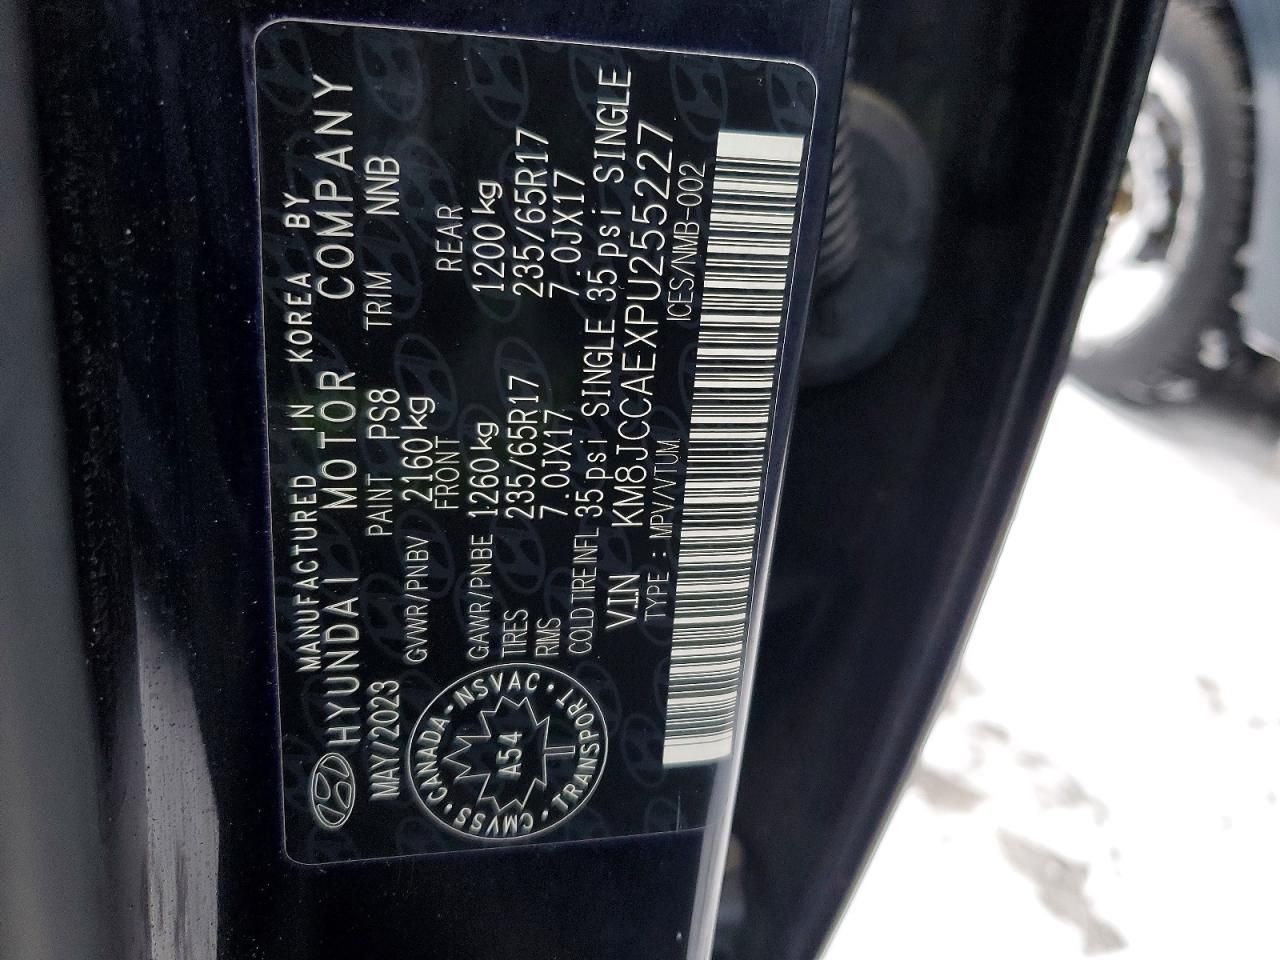 MANUFACTURED IN KOREA BY
HYUNDAI MOTOR COMPANY
MAY/2023 PAINT PS8 TRIM NNB
GVWR/PNBV 2160 kg
FRONT REAR
GAWR/PNBE 1260 kg 1200 kg
TIRES 235/65R17 235/65R17
RIMS 7.0JX17 7.0JX17
COLD TIRE INFL 35 psi SINGLE 35 psi SINGLE
V.I.N KM8JCCAEXPU255227
TYPE : MPV/VTUM ICES/NMB-002
CANADA-NSVAC · TRANSPORT · CMVSS ·
A54